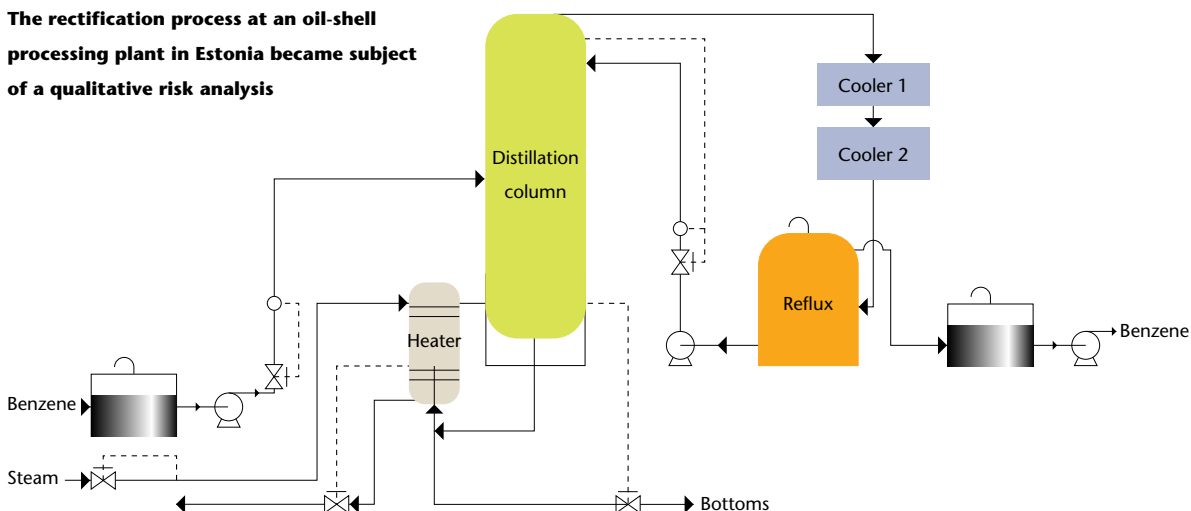 The rectification process at an oil-shell
processing plant in Estonia became subject
of a qualitative risk analysis
Cooler 1
Cooler 2
Distillation
column
Reflux
Heater
Benzene
Benzene
Steam
Bottoms